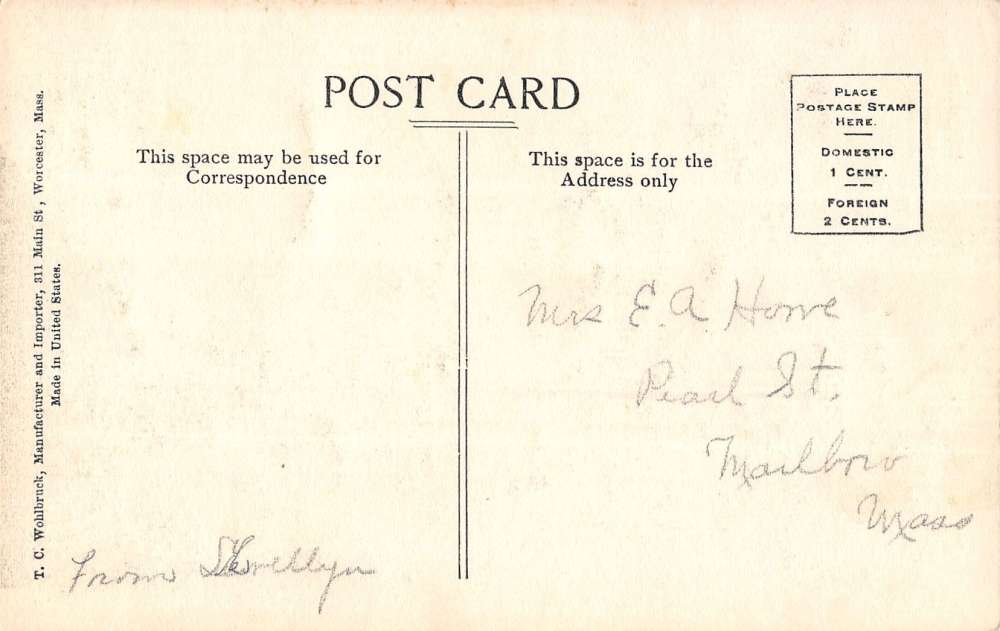 POST CARD
This space may be used for
Correspondence
This space is for the
Address only
PLACE
POSTAGE STAMP
HERE.
DOMESTIC
1 CENT.
FOREIGN
2 CENTS.
T. C. Wohlbruck, Manufacturer and Importer, 311 Main St, Worcester, Mass.
Made in United States.
Mrs E. A. Howe
Pearl St.
Marlboro
Mass
From Llewellyn